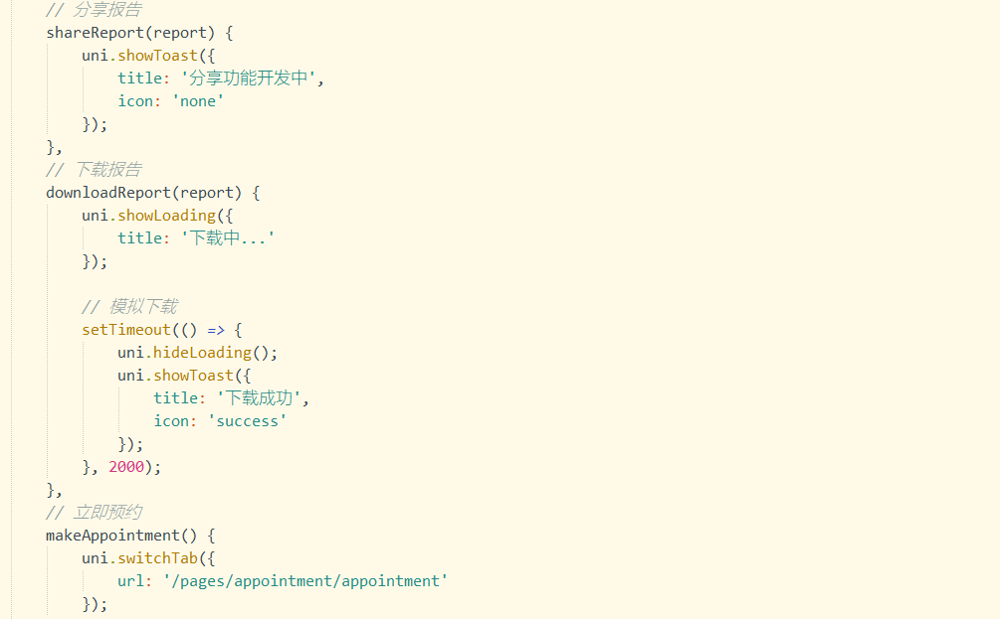 // 分享报告
shareReport(report) {
    uni.showToast({
        title: '分享功能开发中',
        icon: 'none'
    });
},
// 下载报告
downloadReport(report) {
    uni.showLoading({
        title: '下载中...'
    });

    // 模拟下载
    setTimeout(() => {
        uni.hideLoading();
        uni.showToast({
            title: '下载成功',
            icon: 'success'
        });
    }, 2000);
},
// 立即预约
makeAppointment() {
    uni.switchTab({
        url: '/pages/appointment/appointment'
    });